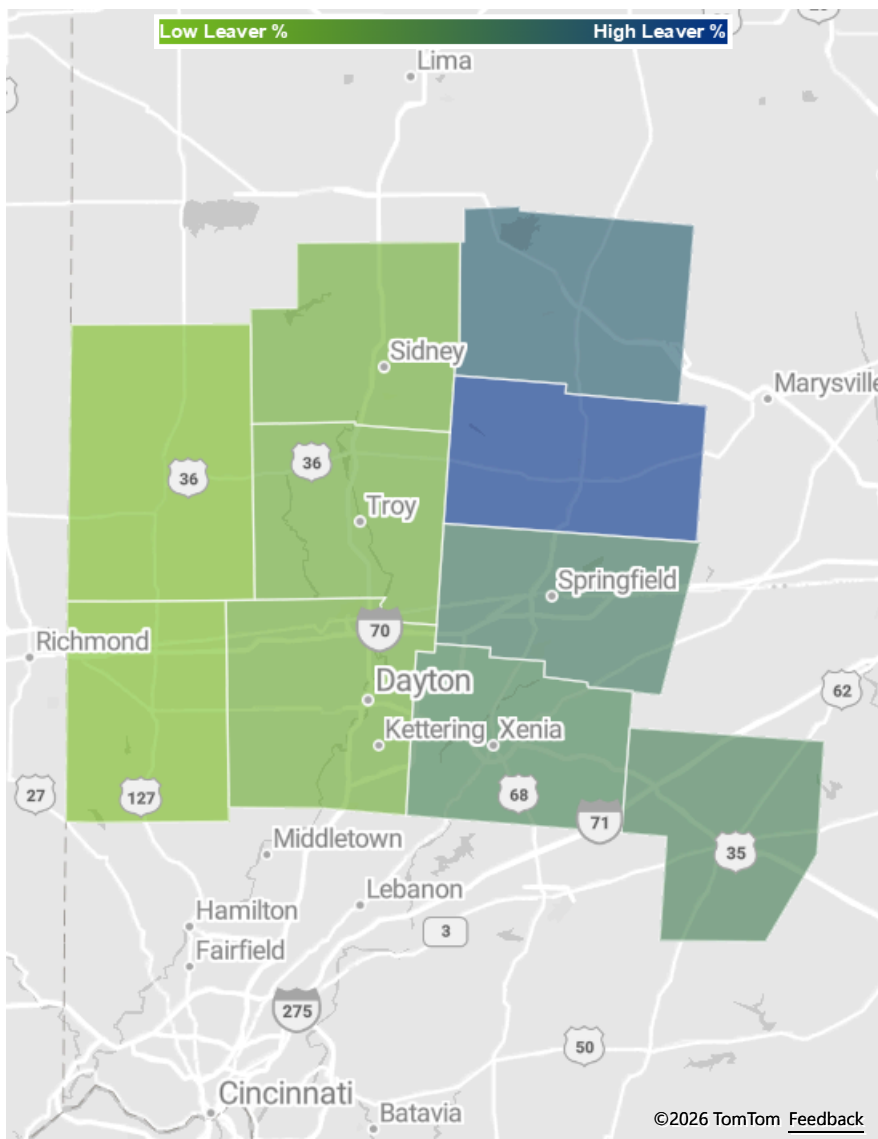 Low Leaver % High Leaver %
Lima
Sidney
Marysville
36
36
Troy
Springfield
70
Richmond
Dayton
62
Kettering Xenia
27
127
68
71
Middletown
35
Lebanon
Hamilton
3
Fairfield
275
50
Cincinnati
Batavia
©2026 TomTom Feedback